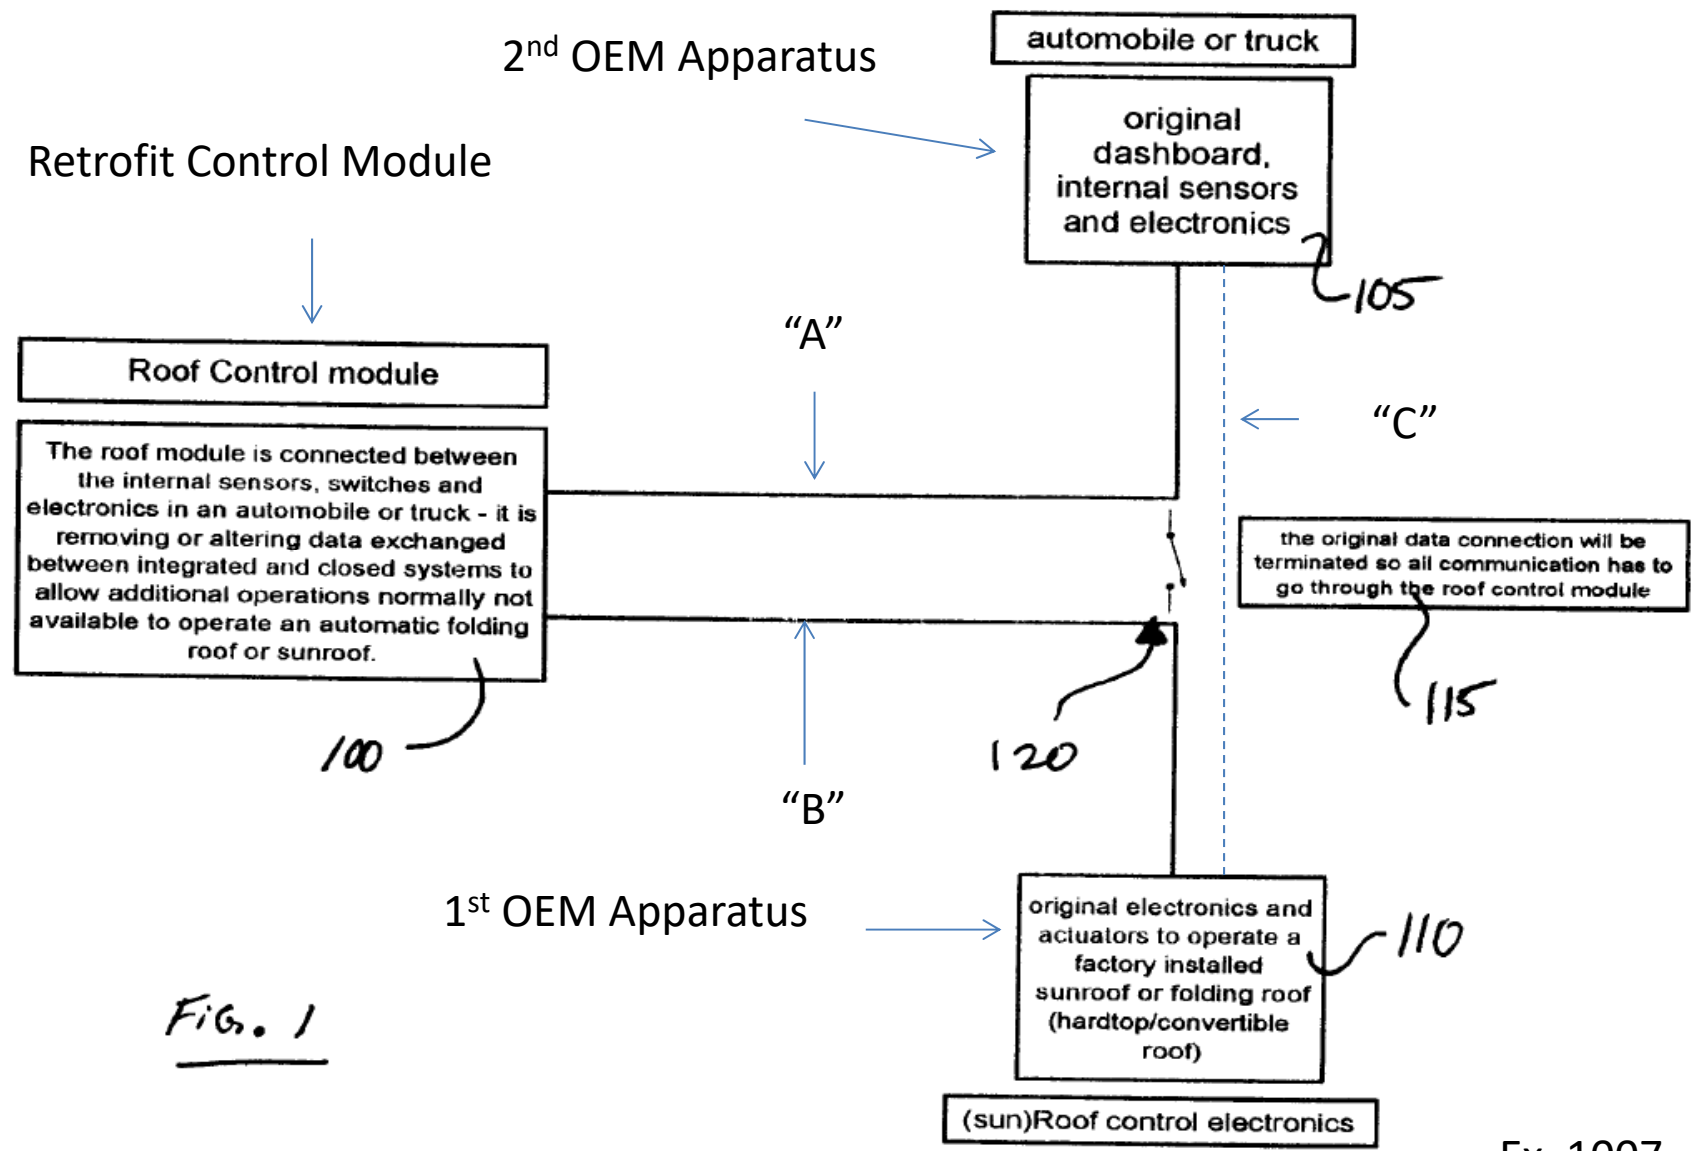 2nd OEM Apparatus
automobile or truck
original
dashboard,
internal sensors
and electronics
105
Retrofit Control Module
"A"
Roof Control module
"C"
The roof module is connected between
the internal sensors, switches and
electronics in an automobile or truck - it is
removing or altering data exchanged
between integrated and closed systems to
allow additional operations normally not
available to operate an automatic folding
roof or sunroof.
100
the original data connection will be
terminated so all communication has to
go through the roof control module
115
120
"B"
1st OEM Apparatus
original electronics and
actuators to operate a
factory installed
sunroof or folding roof
(hardtop/convertible
roof)
110
FIG. 1
(sun)Roof control electronics